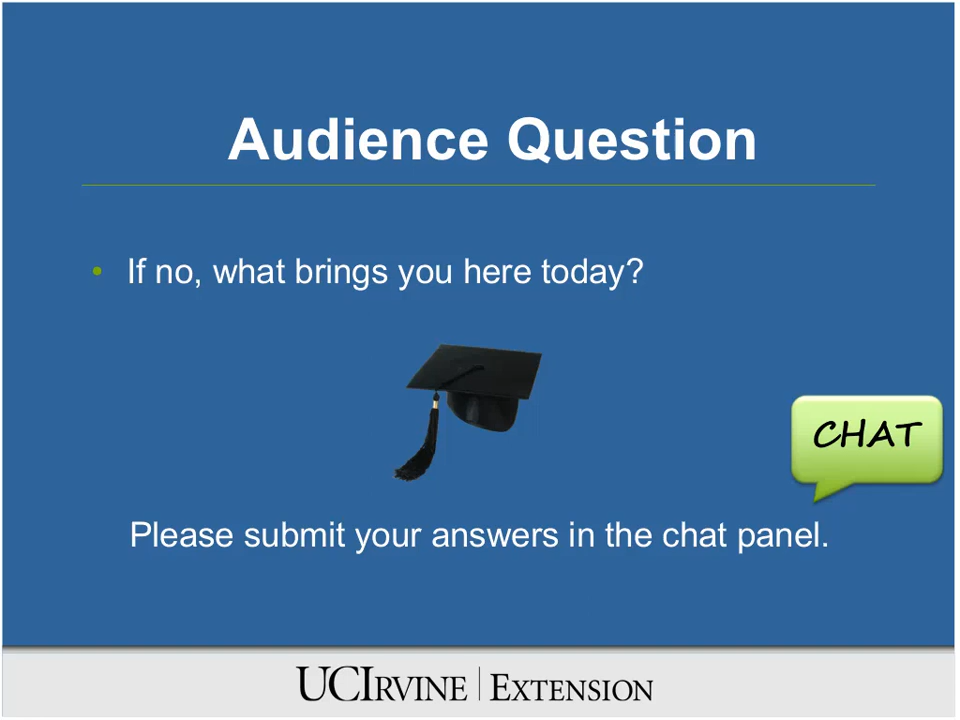 Audience Question
• If no, what brings you here today?
CHAT
Please submit your answers in the chat panel.
UCIRVINE | EXTENSION